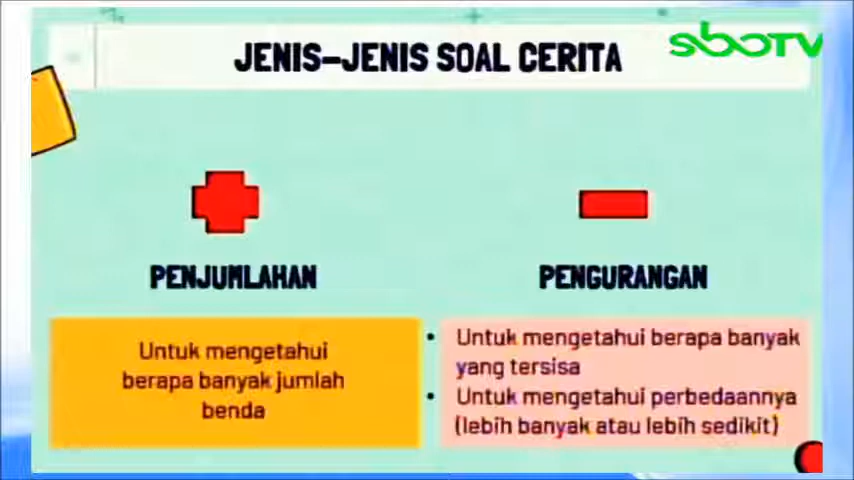 JENIS-JENIS SOAL CERITA
sboTV
PENJUMLAHAN
Untuk mengetahui
berapa banyak jumlah
benda
PENGURANGAN
• Untuk mengetahui berapa banyak
yang tersisa
• Untuk mengetahui perbedaannya
(lebih banyak atau lebih sedikit)